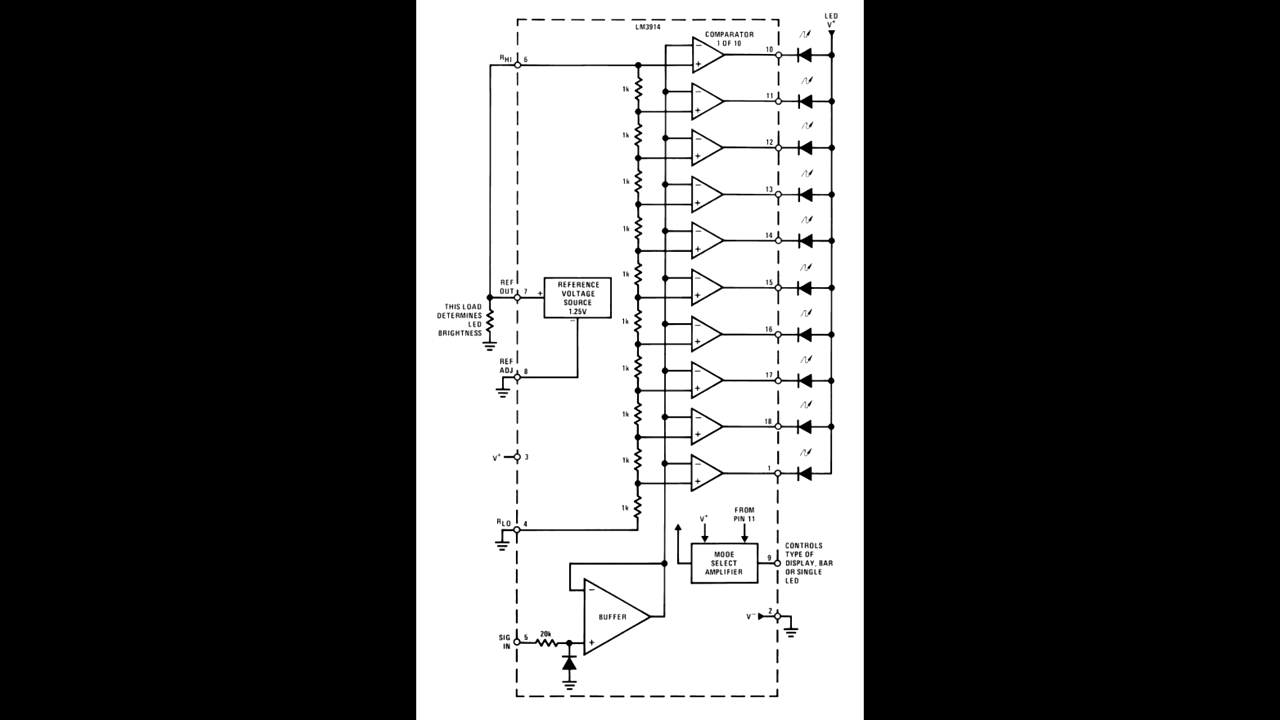 LED
V+
LM3914
COMPARATOR
1 OF 10
RHI
6
10
1k
11
1k
12
1k
13
1k
14
1k
15
REF
OUT
7
+
REFERENCE
VOLTAGE
SOURCE
1.25V
−
THIS LOAD
DETERMINES
LED
BRIGHTNESS
1k
16
REF
ADJ
8
1k
17
1k
18
V+
3
1k
1
1k
RLO
4
V+
FROM
PIN 11
MODE
SELECT
AMPLIFIER
9
CONTROLS
TYPE OF
DISPLAY, BAR
OR SINGLE
LED
BUFFER
V−
2
SIG
IN
5
20k